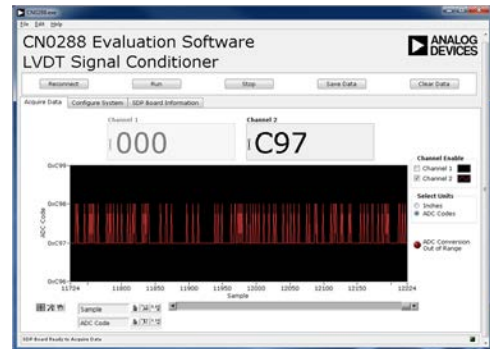 CN0288.exe
File Edit Help
CN0288 Evaluation Software
LVDT Signal Conditioner
ANALOG
DEVICES
Reconnect Run Stop Save Data Clear Data
Acquire Data Configure System SDP Board Information
Channel 1 Channel 2
000 C97
Channel Enable
Channel 1
Channel 2
Select Units
Inches
ADC Codes
ADC Conversion
Out of Range
0xC99
0xC98
0xC97
0xC96
ADC Code
11724 11800 11850 11900 11950 12000 12050 12100 12150 12224
Sample
Sample
ADC Code
SDP Board Ready to Acquire Data